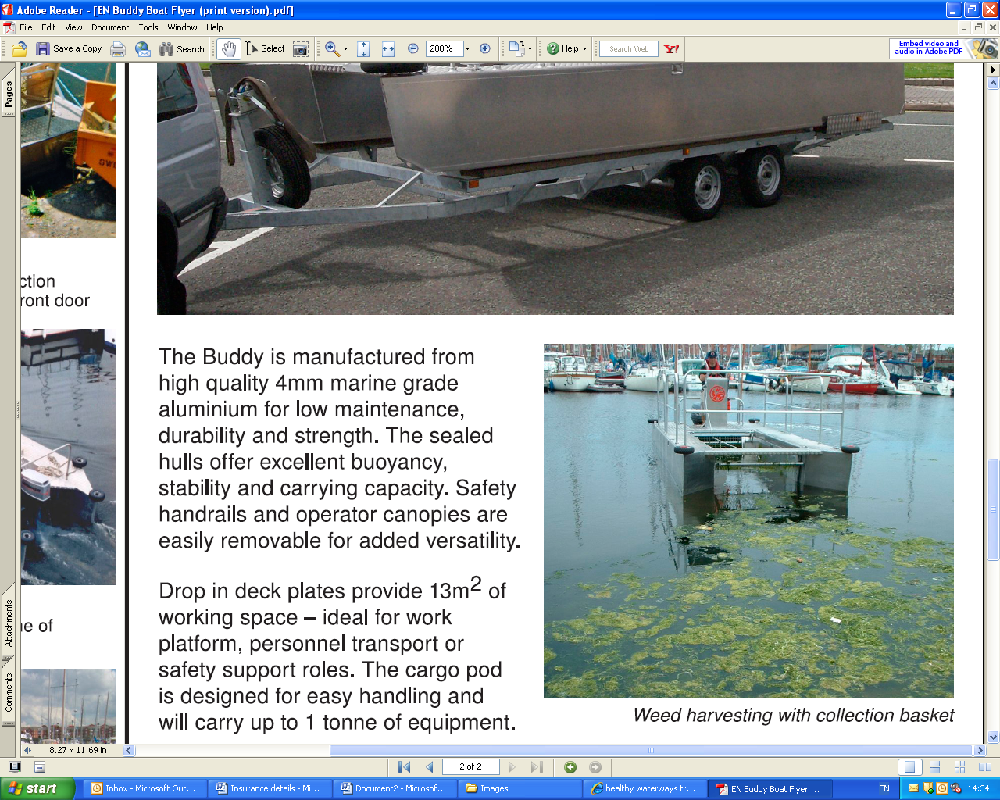 Adobe Reader - [EN Buddy Boat Flyer (print version).pdf]
File Edit View Document Tools Window Help
Save a Copy Search Select 200% Help Search Web Y!
Embed video and
audio in Adobe PDF
Pages
Attachments
Comments
ction
ront door
ne of
The Buddy is manufactured from
high quality 4mm marine grade
aluminium for low maintenance,
durability and strength. The sealed
hulls offer excellent buoyancy,
stability and carrying capacity. Safety
handrails and operator canopies are
easily removable for added versatility.
Drop in deck plates provide 13m² of
working space – ideal for work
platform, personnel transport or
safety support roles. The cargo pod
is designed for easy handling and
will carry up to 1 tonne of equipment.
Weed harvesting with collection basket
8.27 x 11.69 in
2 of 2
start Inbox - Microsoft Out... Insurance details - Mi... Document2 - Microsof... Images healthy waterways tr... EN Buddy Boat Flyer ... EN 14:34